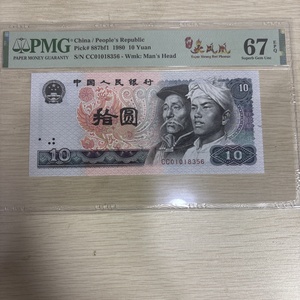 PMG
China / People's Republic
PAPER MONEY GUARANTY
Pick# 887bf1 1980 10 Yuan
S/N CC01018356 - Wmk: Man's Head
67 EPQ
Superb Gem Unc
中国人民银行
10
拾圆
10
CC01018356